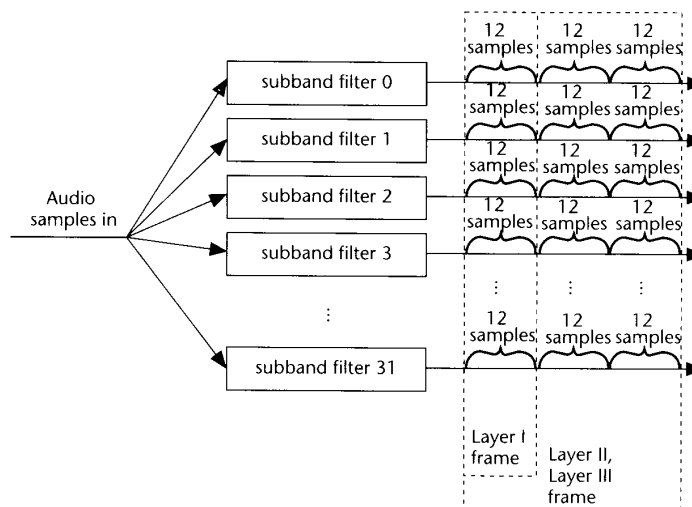 12 12 12
samples samples samples
subband filter 0
12 12 12
samples samples samples
subband filter 1
12 12 12
samples samples samples
Audio
samples in
subband filter 2
12 12 12
samples samples samples
subband filter 3
⋮ ⋮ ⋮ ⋮
12 12 12
samples samples samples
subband filter 31
Layer I
frame
Layer II,
Layer III
frame